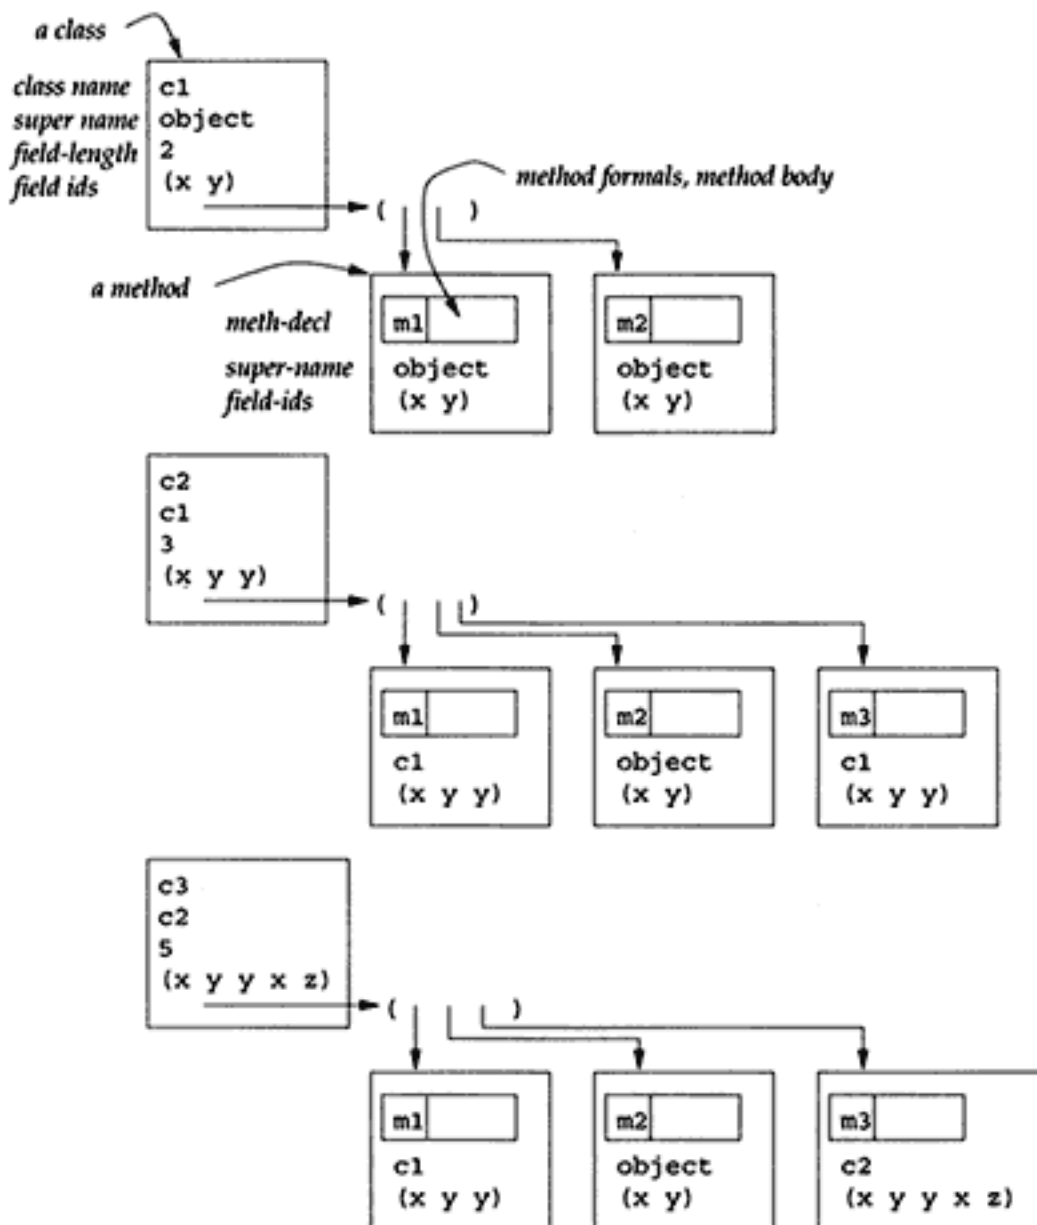 a class
class name c1
super name object
field-length 2
field ids (x y)
method formals, method body
( )
a method
meth-decl m1 m2
super-name object object
field-ids (x y) (x y)
c2
c1
3
(x y y)
( )
m1 m2 m3
c1 object c1
(x y y) (x y) (x y y)
c3
c2
5
(x y y x z)
( )
m1 m2 m3
c1 object c2
(x y y) (x y) (x y y x z)